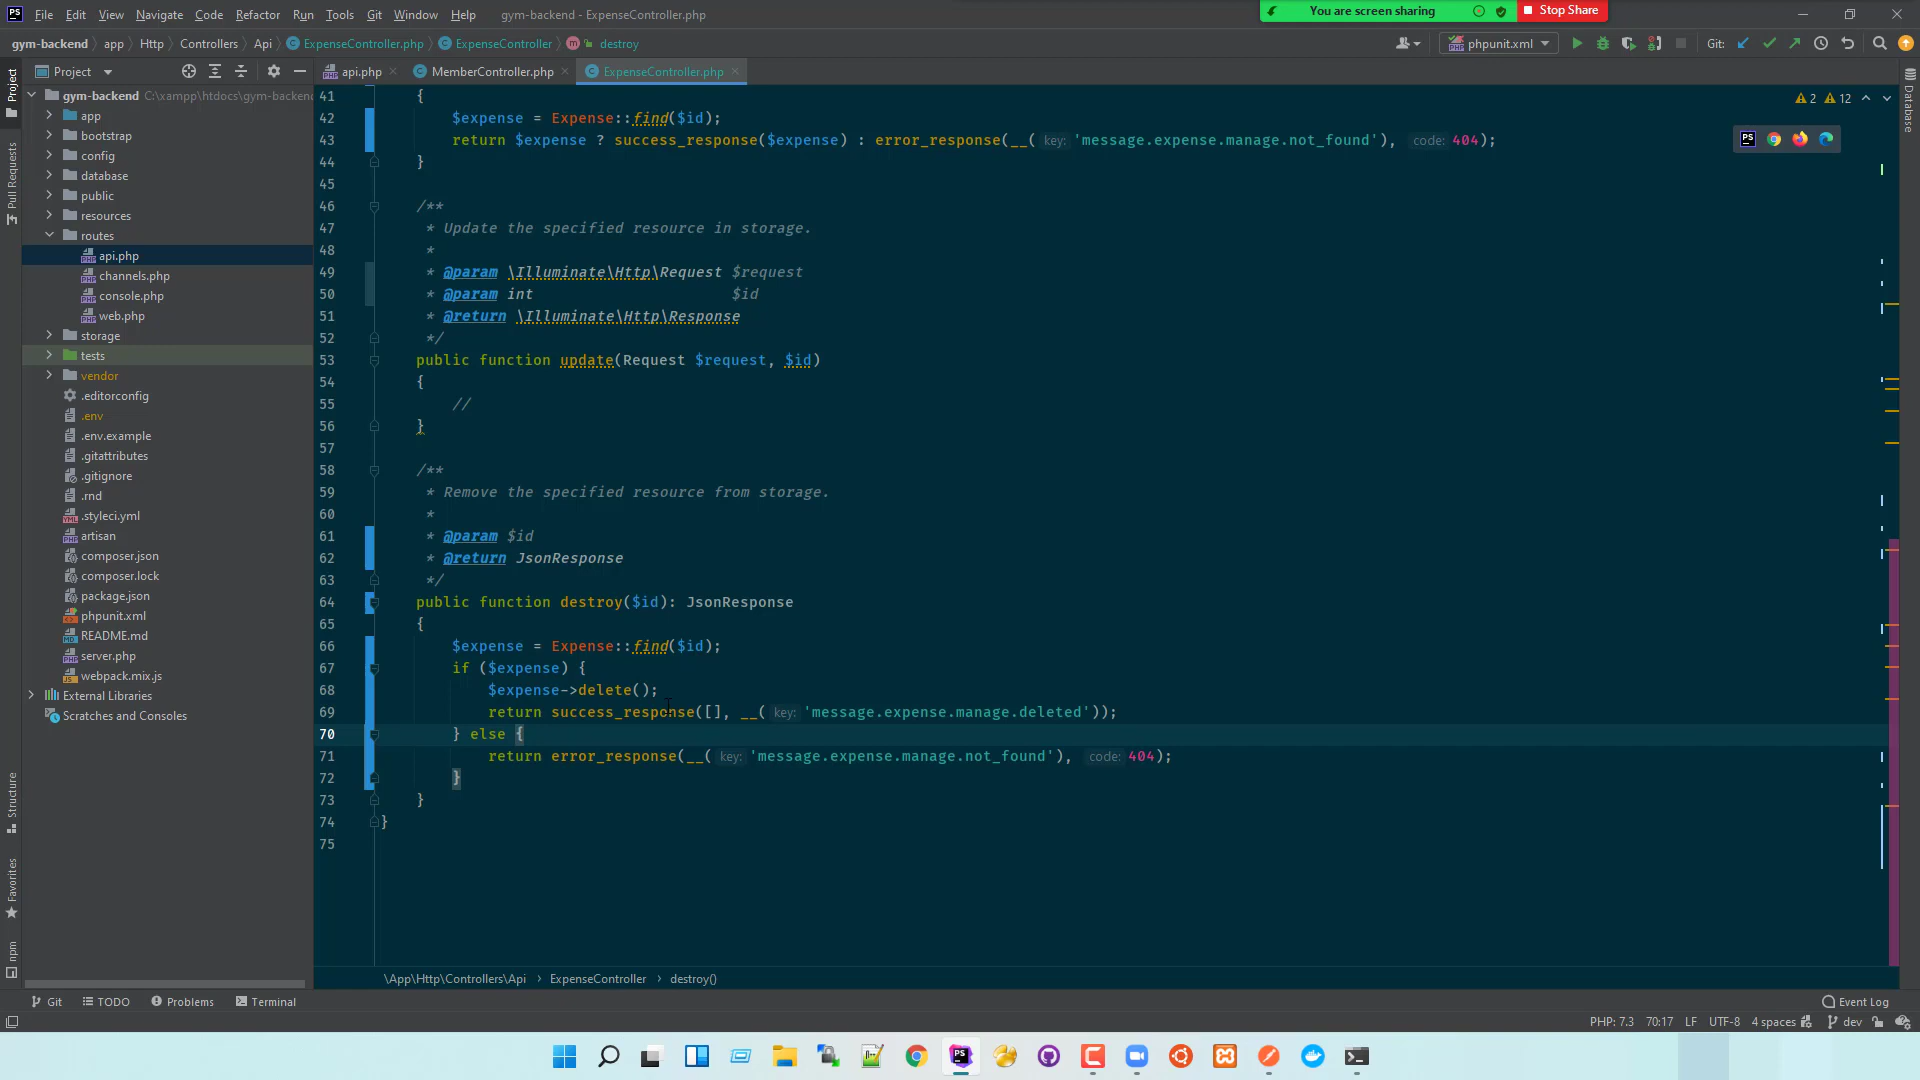 PS File Edit View Navigate Code Refactor Run Tools Git Window Help gym-backend - ExpenseController.php You are screen sharing Stop Share
gym-backend app Http Controllers Api ExpenseController.php ExpenseController m destroy phpunit.xml Git:
Project api.php MemberController.php ExpenseController.php
Project
Pull Requests
Structure
Favorites
npm
Database
gym-backend C:\xampp\htdocs\gym-backend
app
bootstrap
config
database
public
resources
routes
api.php
channels.php
console.php
web.php
storage
tests
vendor
.editorconfig
.env
.env.example
.gitattributes
.gitignore
.rnd
.styleci.yml
artisan
composer.json
composer.lock
package.json
phpunit.xml
README.md
server.php
webpack.mix.js
External Libraries
Scratches and Consoles
2 12
41 {
42 $expense = Expense::find($id);
43 return $expense ? success_response($expense) : error_response(__( key: 'message.expense.manage.not_found'), code: 404);
44 }
45
46 /**
47 * Update the specified resource in storage.
48 *
49 * @param \Illuminate\Http\Request $request
50 * @param int $id
51 * @return \Illuminate\Http\Response
52 */
53 public function update(Request $request, $id)
54 {
55 //
56 }
57
58 /**
59 * Remove the specified resource from storage.
60 *
61 * @param $id
62 * @return JsonResponse
63 */
64 public function destroy($id): JsonResponse
65 {
66 $expense = Expense::find($id);
67 if ($expense) {
68 $expense->delete();
69 return success_response([], __( key: 'message.expense.manage.deleted'));
70 } else {
71 return error_response(__( key: 'message.expense.manage.not_found'), code: 404);
72 }
73 }
74 }
75
\App\Http\Controllers\Api ExpenseController destroy()
Git TODO Problems Terminal Event Log
PHP: 7.3 70:17 LF UTF-8 4 spaces dev